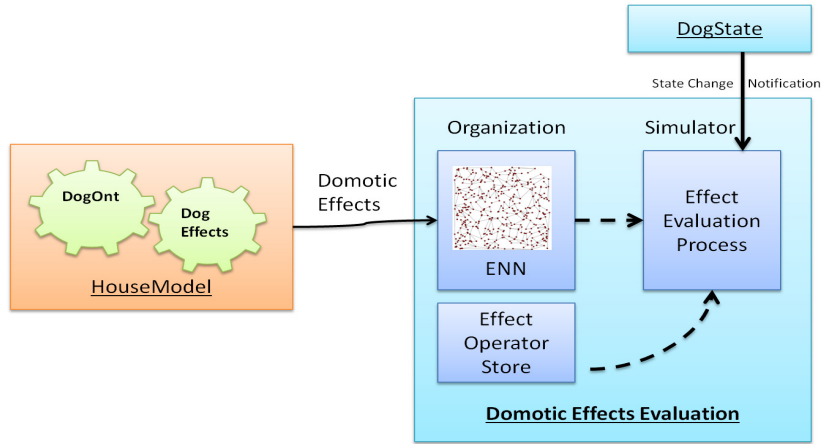 DogState
State Change
Notification
Organization
Simulator
Domotic
Effects
DogOnt
Dog
Effects
HouseModel
ENN
Effect
Evaluation
Process
Effect
Operator
Store
Domotic Effects Evaluation